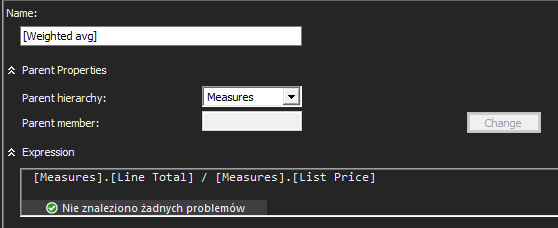 Name:
[Weighted avg]
Parent Properties
Parent hierarchy:
Measures
Parent member:
Change
Expression
[Measures].[Line Total] / [Measures].[List Price]
Nie znaleziono żadnych problemów